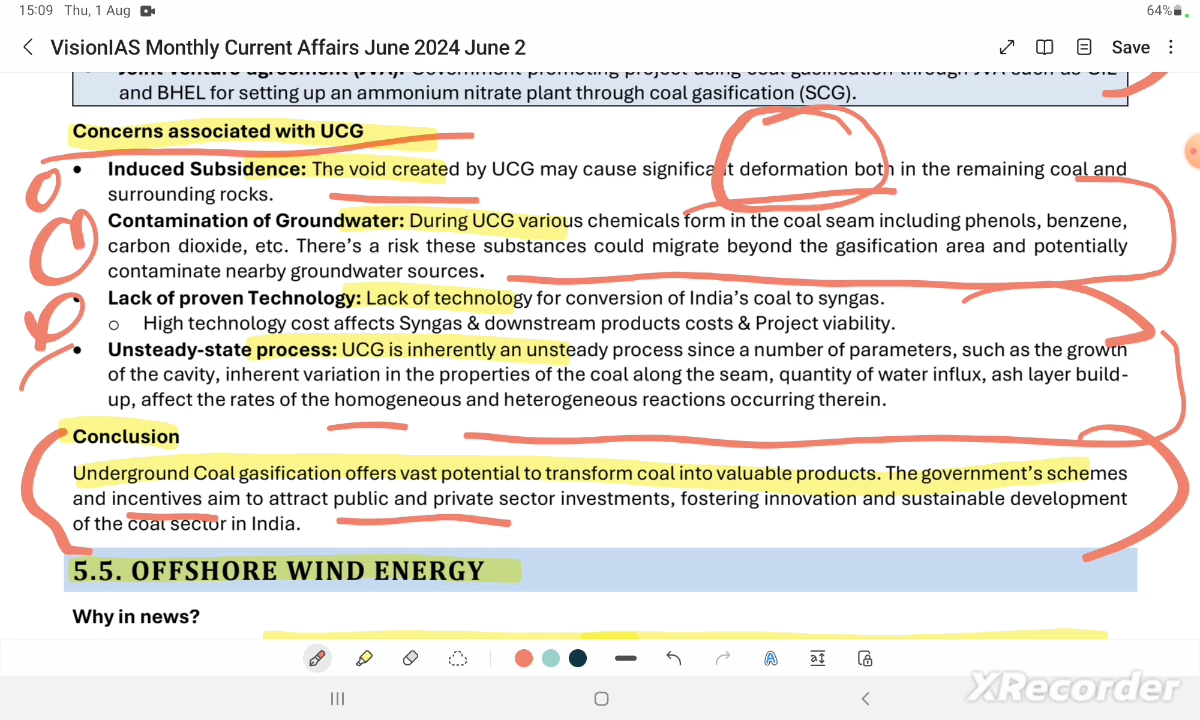 15:09 Thu, 1 Aug
64%
VisionIAS Monthly Current Affairs June 2024 June 2
Save
and BHEL for setting up an ammonium nitrate plant through coal gasification (SCG).
Concerns associated with UCG
• Induced Subsidence: The void created by UCG may cause significant deformation both in the remaining coal and
surrounding rocks.
Contamination of Groundwater: During UCG various chemicals form in the coal seam including phenols, benzene,
carbon dioxide, etc. There's a risk these substances could migrate beyond the gasification area and potentially
contaminate nearby groundwater sources.
• Lack of proven Technology: Lack of technology for conversion of India's coal to syngas.
o High technology cost affects Syngas & downstream products costs & Project viability.
• Unsteady-state process: UCG is inherently an unsteady process since a number of parameters, such as the growth
of the cavity, inherent variation in the properties of the coal along the seam, quantity of water influx, ash layer build-
up, affect the rates of the homogeneous and heterogeneous reactions occurring therein.
Conclusion
Underground Coal gasification offers vast potential to transform coal into valuable products. The government's schemes
and incentives aim to attract public and private sector investments, fostering innovation and sustainable development
of the coal sector in India.
5.5. OFFSHORE WIND ENERGY
Why in news?
XRecorder